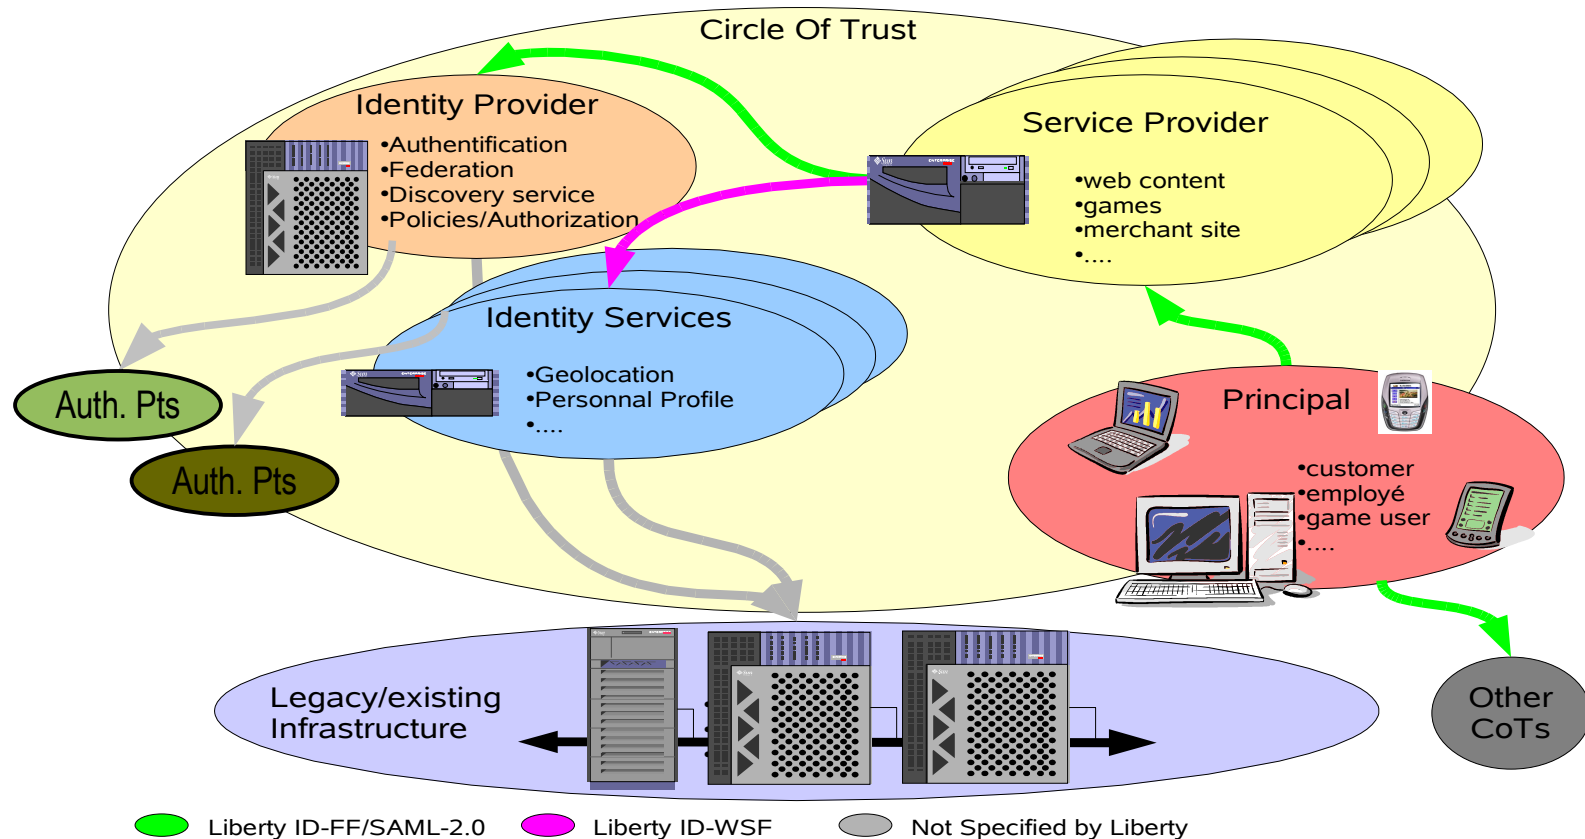 Circle Of Trust
Identity Provider
•Authentification
•Federation
•Discovery service
•Policies/Authorization
Service Provider
•web content
•games
•merchant site
•....
Sun
ENTERPRISE
Identity Services
•Geolocation
•Personnal Profile
•....
Auth. Pts
Auth. Pts
Principal
•customer
•employé
•game user
•....
Legacy/existing
Infrastructure
Other
CoTs
Liberty ID-FF/SAML-2.0
Liberty ID-WSF
Not Specified by Liberty